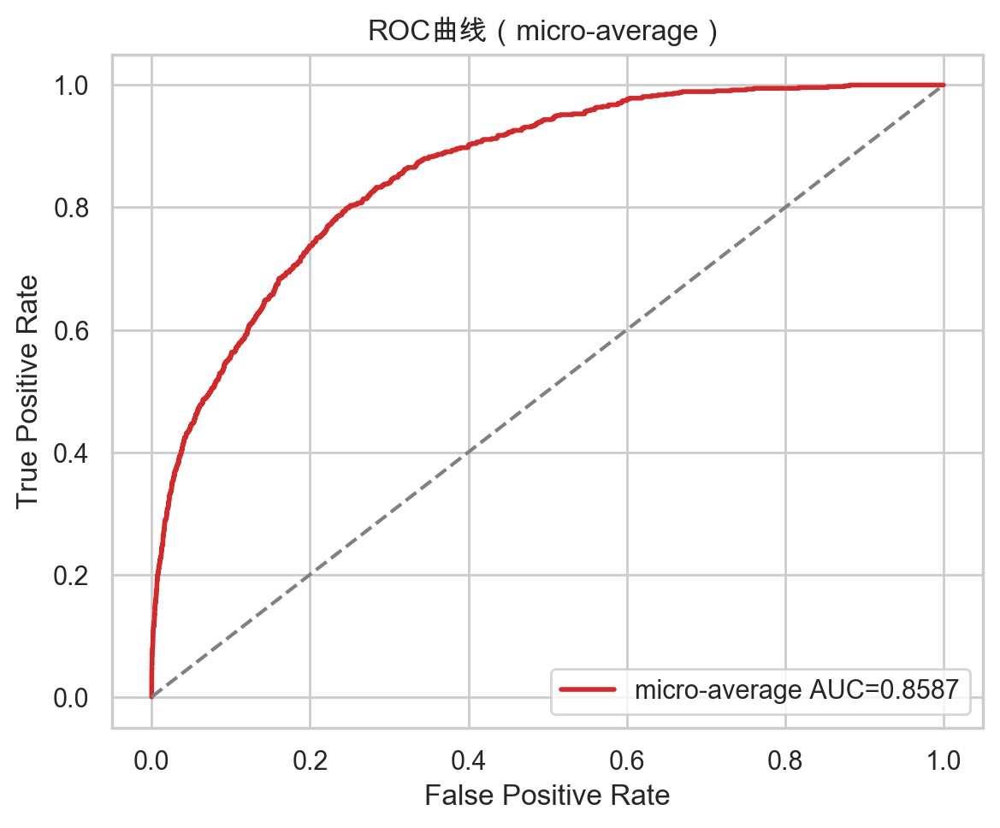 ROC曲线（micro-average）
True Positive Rate
1.0
0.8
0.6
0.4
0.2
0.0
micro-average AUC=0.8587
0.0 0.2 0.4 0.6 0.8 1.0
False Positive Rate